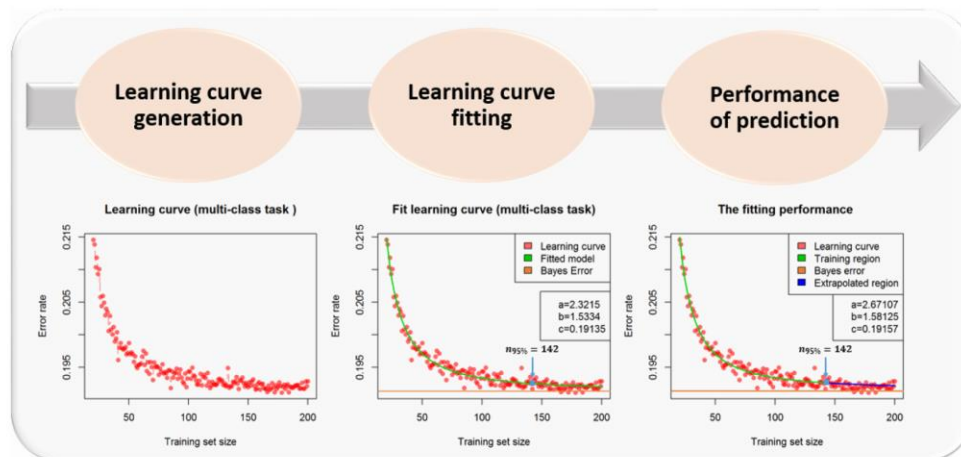 Learning curve
generation
Learning curve
fitting
Performance
of prediction
Learning curve (multi-class task )
0.215
0.205
0.195
Error rate
50
100
150
200
Training set size
Fit learning curve (multi-class task)
Learning curve
Fitted model
Bayes Error
a=2.3215
b=1.5334
c=0.19135
n95% = 142
0.215
0.205
0.195
Error rate
50
100
150
200
Training set size
The fitting performance
Learning curve
Training region
Bayes error
Extrapolated region
a=2.67107
b=1.58125
c=0.19157
n95% = 142
0.215
0.205
0.195
Error rate
50
100
150
200
Training set size